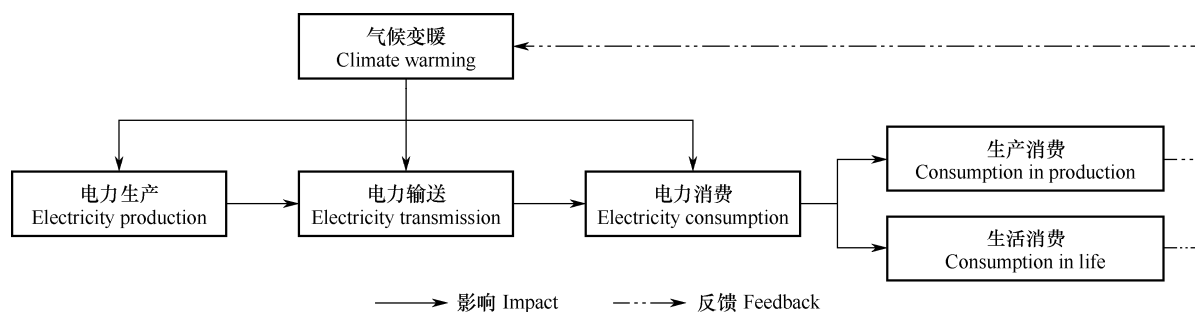 气候变暖
Climate warming
电力生产
Electricity production
电力输送
Electricity transmission
电力消费
Electricity consumption
生产消费
Consumption in production
生活消费
Consumption in life
影响 Impact
反馈 Feedback